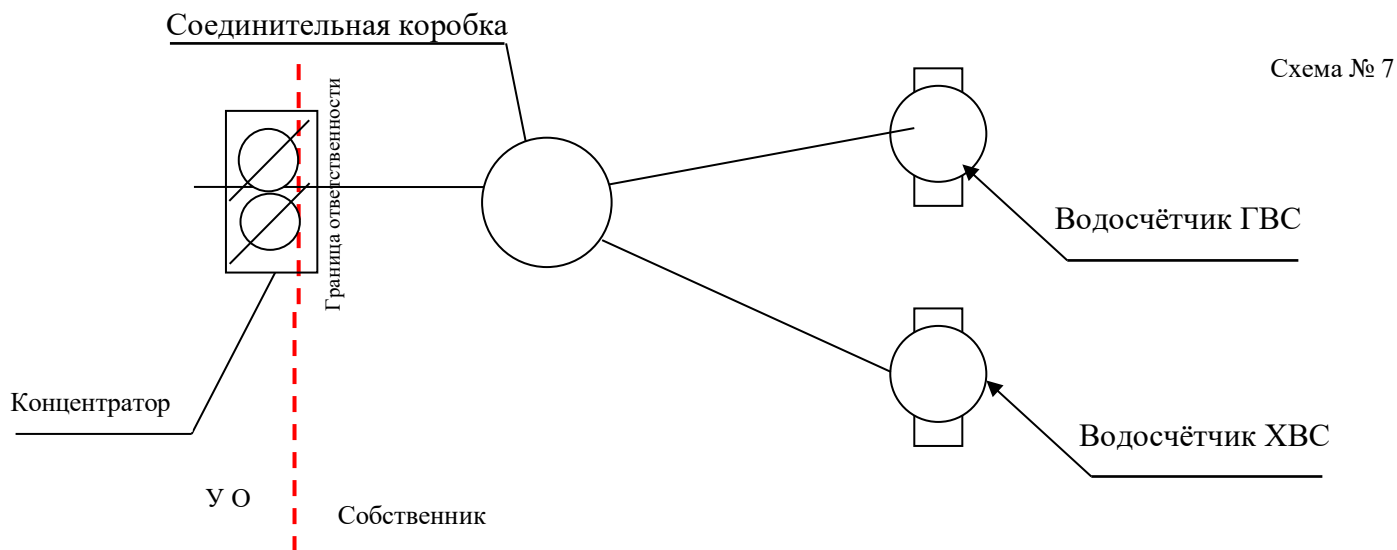 Соединительная коробка
Схема № 7
Граница ответственности
Водосчётчик ГВС
Концентратор
Водосчётчик ХВС
У О
Собственник